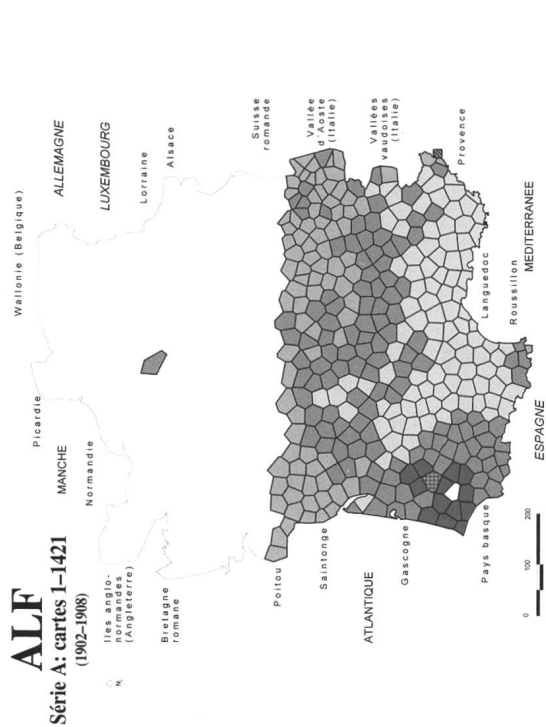 ALF
Série A: cartes 1–1421
(1902–1908)
Wallonie (Belgique)
Picardie
ALLEMAGNE
LUXEMBOURG
MANCHE
Normandie
Lorraine
Alsace
Iles anglo-
normandes
(Angleterre)
N
Bretagne
romane
Suisse
romande
Poitou
Vallée
d'Aoste
(Italie)
Saintonge
Vallées
vaudoises
(Italie)
ATLANTIQUE
Gascogne
Provence
Languedoc
Pays basque
Roussillon
MEDITERRANEE
ESPAGNE
0 100 200